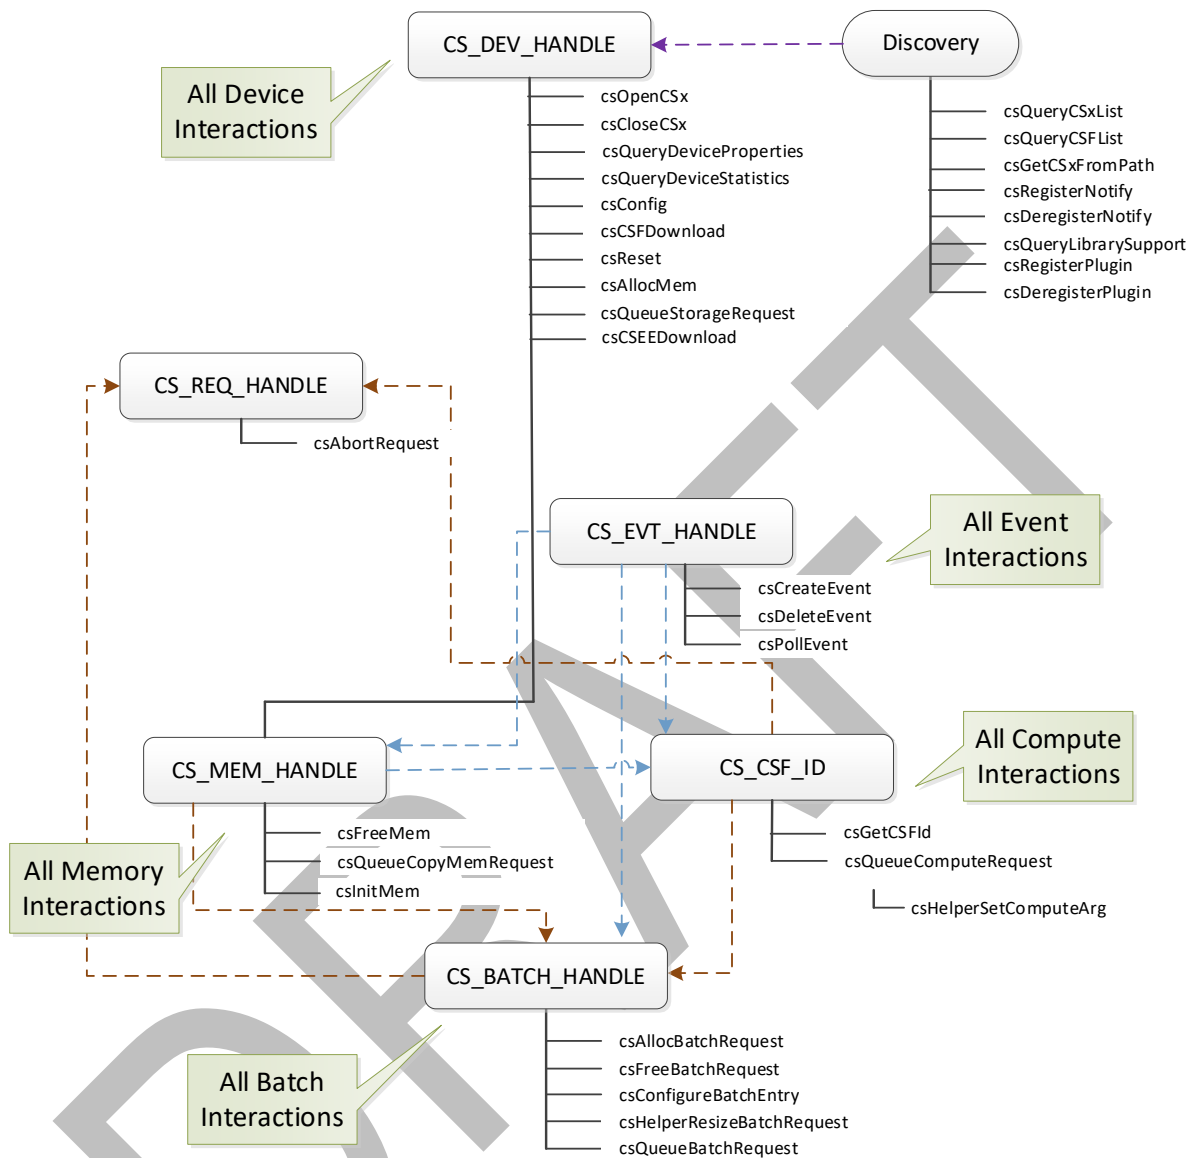 CS_DEV_HANDLE
Discovery
All Device
Interactions
csOpenCSx
csCloseCSx
csQueryDeviceProperties
csQueryDeviceStatistics
csConfig
csCSFDownload
csReset
csAllocMem
csQueueStorageRequest
csCSEEDownload
csQueryCSxList
csQueryCSFList
csGetCSxFromPath
csRegisterNotify
csDeregisterNotify
csQueryLibrarySupport
csRegisterPlugin
csDeregisterPlugin
CS_REQ_HANDLE
csAbortRequest
CS_EVT_HANDLE
All Event
Interactions
csCreateEvent
csDeleteEvent
csPollEvent
CS_MEM_HANDLE
CS_CSF_ID
All Compute
Interactions
csFreeMem
csQueueCopyMemRequest
csInitMem
All Memory
Interactions
csGetCSFId
csQueueComputeRequest
csHelperSetComputeArg
CS_BATCH_HANDLE
All Batch
Interactions
csAllocBatchRequest
csFreeBatchRequest
csConfigureBatchEntry
csHelperResizeBatchRequest
csQueueBatchRequest
DRAFT